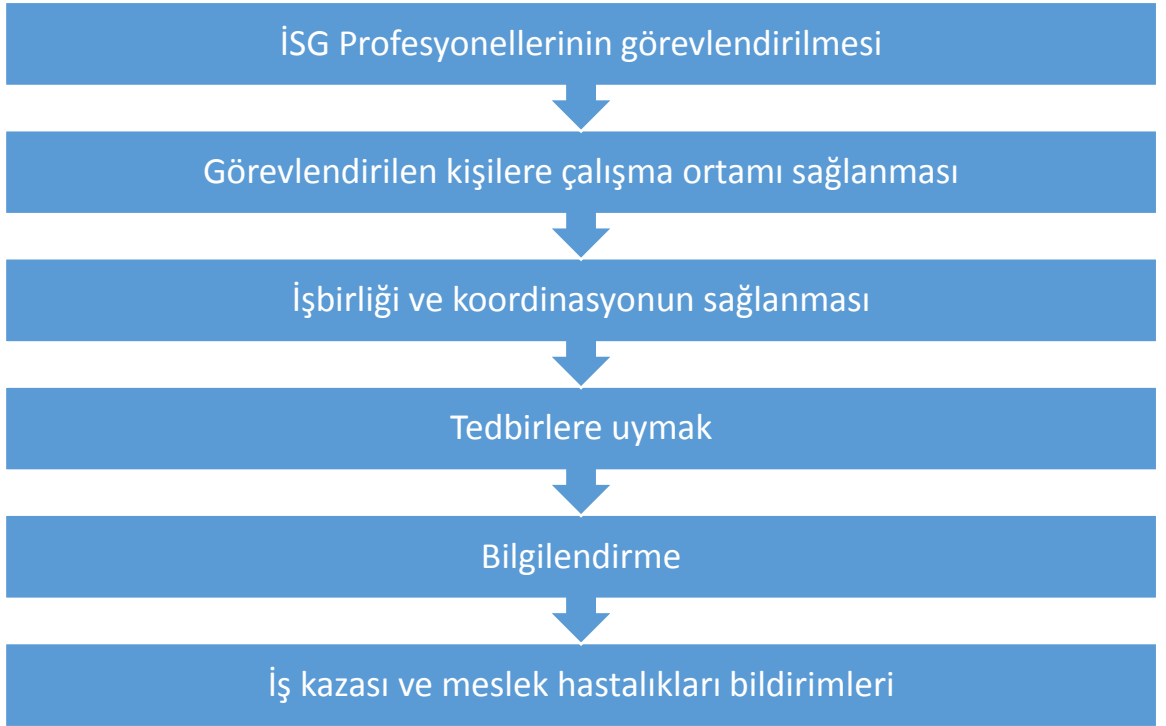 İSG Profesyonellerinin görevlendirilmesi
Görevlendirilen kişilere çalışma ortamı sağlanması
İşbirliği ve koordinasyonun sağlanması
Tedbirlere uymak
Bilgilendirme
İş kazası ve meslek hastalıkları bildirimleri